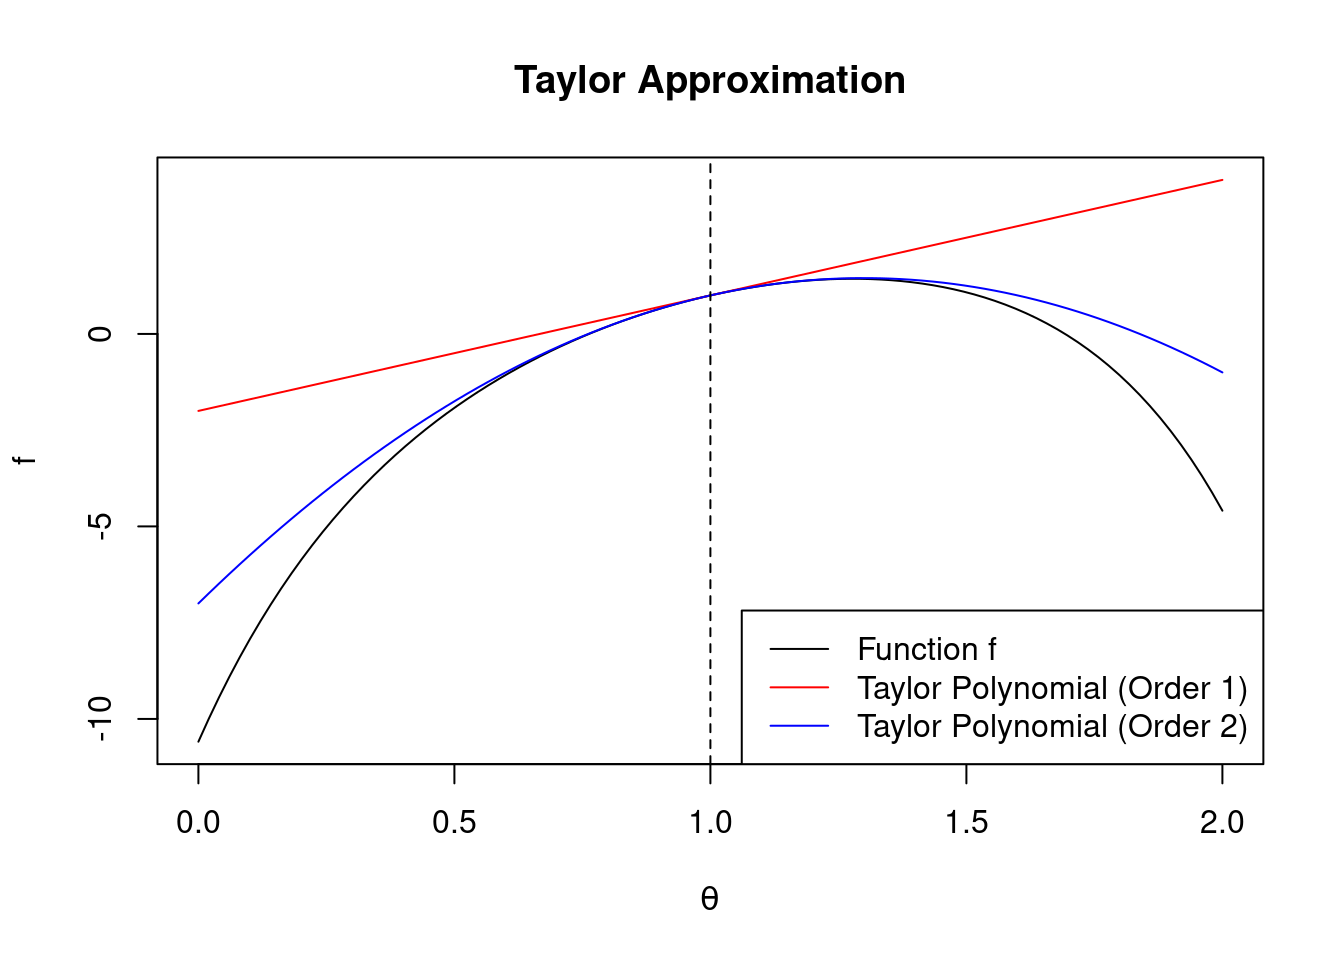 Taylor Approximation
f
0
-5
-10
Function f
Taylor Polynomial (Order 1)
Taylor Polynomial (Order 2)
0.0 0.5 1.0 1.5 2.0
θ